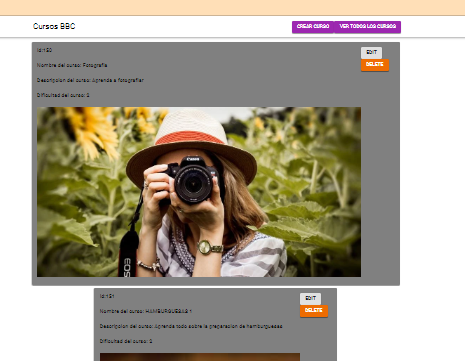 Cursos BBC
CREAR CURSO VER TODOS LOS CURSOS
Id:150
EDIT
Nombre del curso: Fotografia
DELETE
Descripcion del curso: Aprende a fotografiar
Dificultad del curso: 2
Canon
Id:151
EDIT
Nombre del curso: HAMBURGUESAS 1
DELETE
Descripcion del curso: Aprende todo sobre la preparacion de hamburguesas
Dificultad del curso: 2